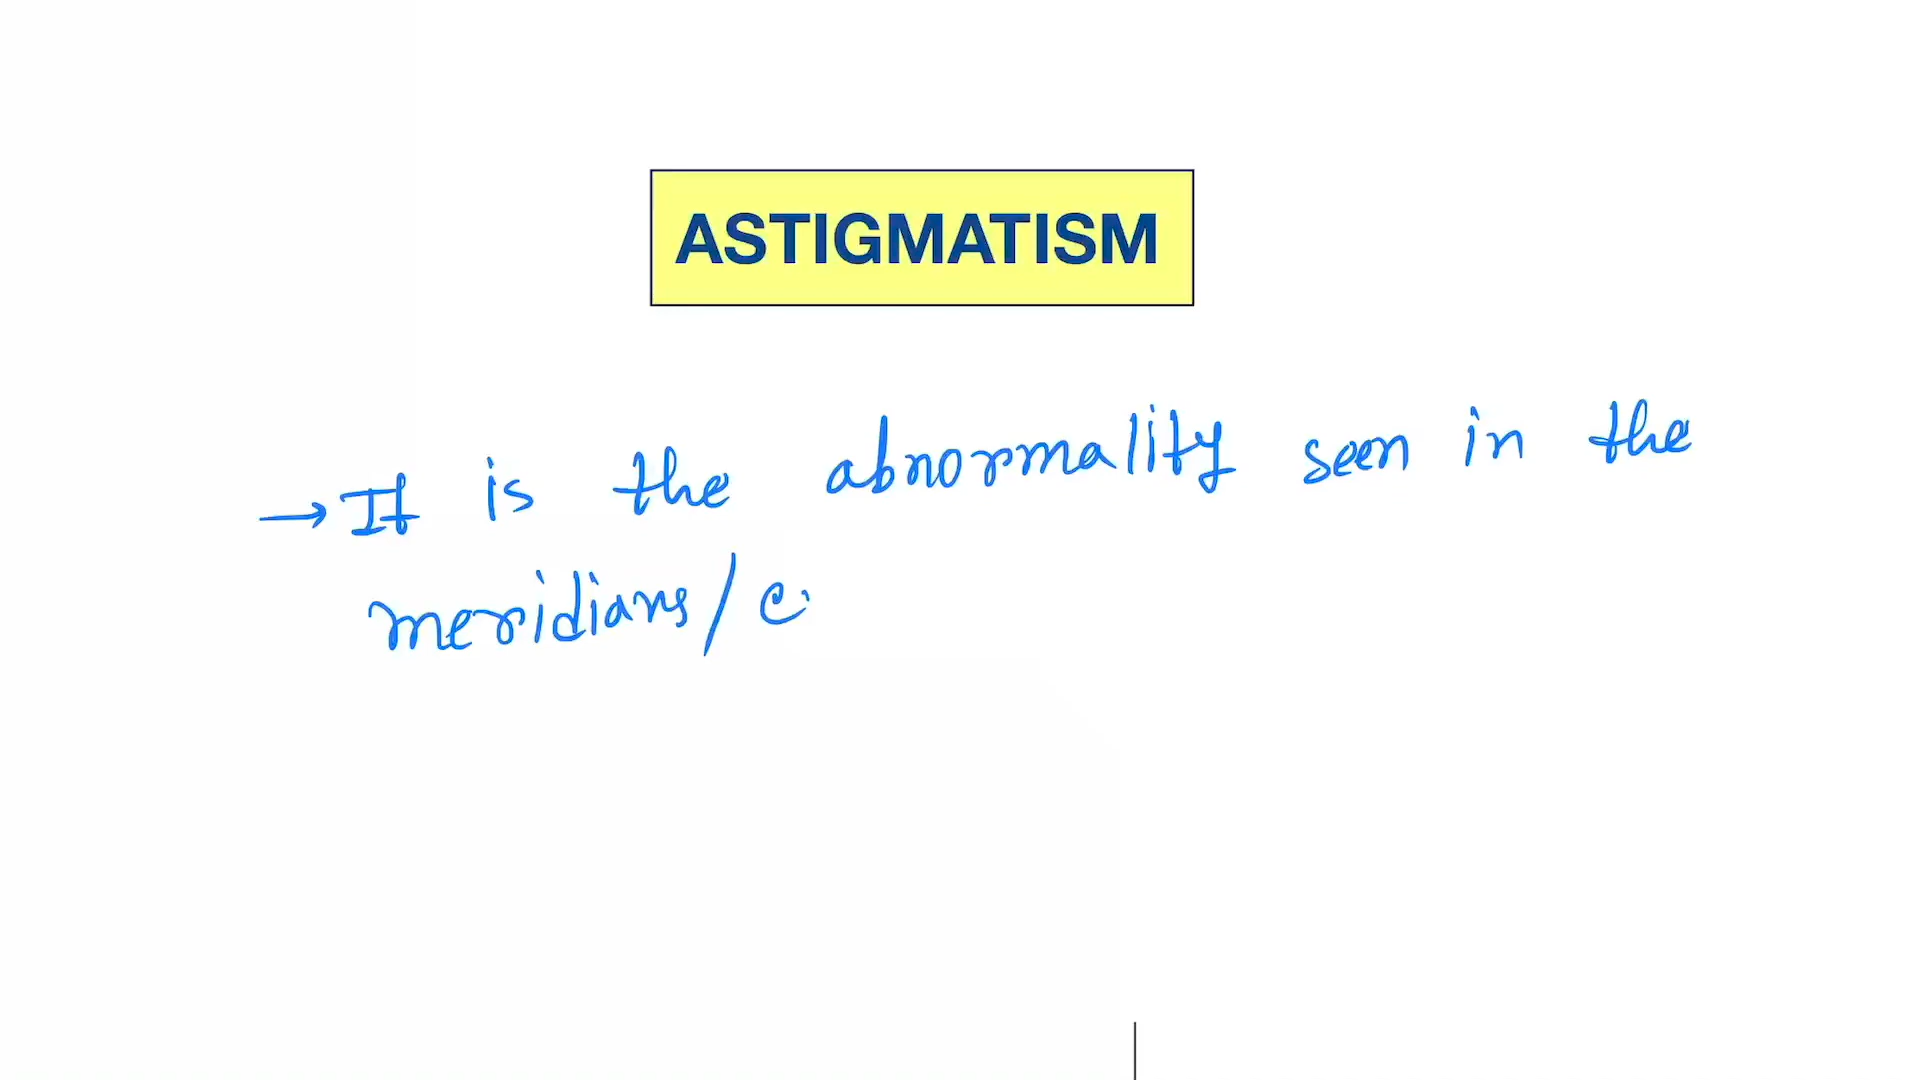 ASTIGMATISM
→ It is the abnormality seen in the
meridians/c